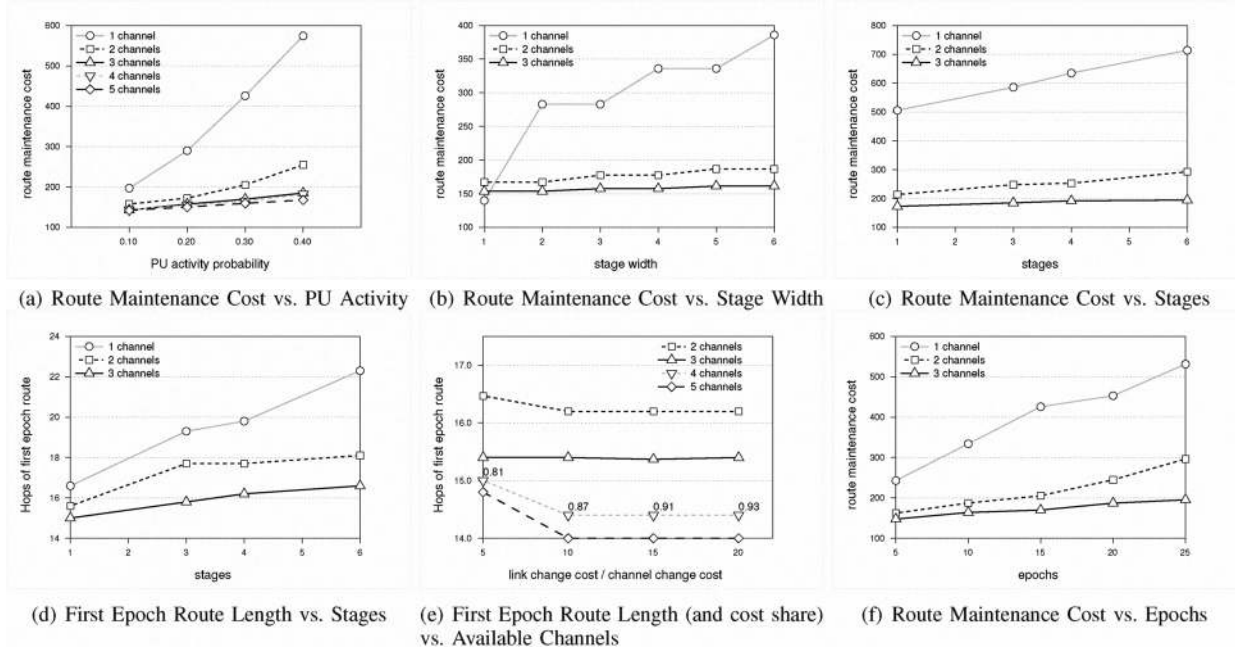 600
500
400
300
200
100
0.10 0.20 0.30 0.40
route maintenance cost
PU activity probability
1 channel
2 channels
3 channels
4 channels
5 channels
(a) Route Maintenance Cost vs. PU Activity
400
350
300
250
200
150
100
1 2 3 4 5 6
route maintenance cost
stage width
1 channel
2 channels
3 channels
(b) Route Maintenance Cost vs. Stage Width
800
700
600
500
400
300
200
100
1 2 3 4 5 6
route maintenance cost
stages
1 channel
2 channels
3 channels
(c) Route Maintenance Cost vs. Stages
24
22
20
18
16
14
1 2 3 4 5 6
Hops of first epoch route
stages
1 channel
2 channels
3 channels
(d) First Epoch Route Length vs. Stages
17.0
16.0
15.0
14.0
5 10 15 20
Hops of first epoch route
link change cost / channel change cost
2 channels
3 channels
4 channels
5 channels
0.81
0.87
0.91
0.93
(e) First Epoch Route Length (and cost share)
vs. Available Channels
600
500
400
300
200
100
5 10 15 20 25
route maintenance cost
epochs
1 channel
2 channels
3 channels
(f) Route Maintenance Cost vs. Epochs